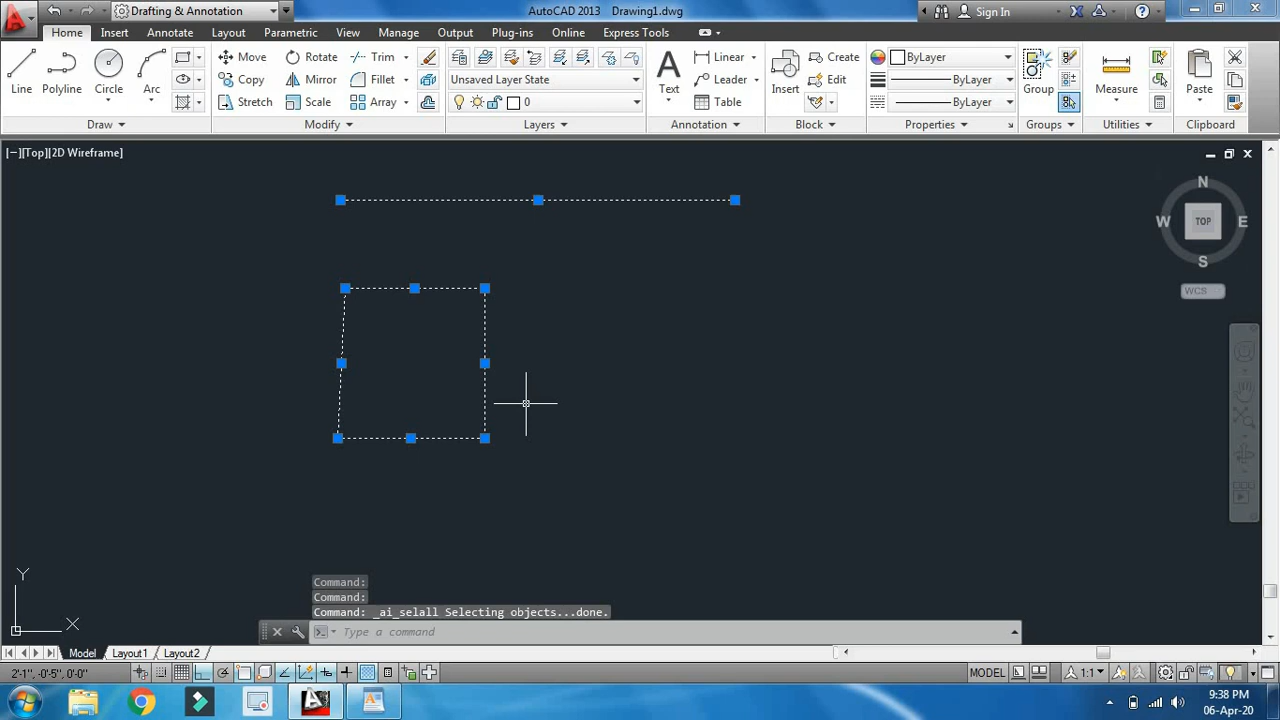 Drafting & Annotation
AutoCAD 2013 Drawing1.dwg
Sign In
Home Insert Annotate Layout Parametric View Manage Output Plug-ins Online Express Tools
Line
Polyline
Circle
Arc
Move
Copy
Stretch
Rotate
Mirror
Scale
Trim
Fillet
Array
Unsaved Layer State
0
Text
Linear
Leader
Table
Insert
Create
Edit
ByLayer
ByLayer
ByLayer
Group
Measure
Paste
Draw Modify Layers Annotation Block Properties Groups Utilities Clipboard
[−][Top][2D Wireframe]
N
W TOP E
S
WCS
Y
X
Command:
Command:
Command: _ai_selall Selecting objects...done.
Type a command
Model Layout1 Layout2
2'-1", -0'-5", 0'-0"
MODEL
1:1
9:38 PM
06-Apr-20